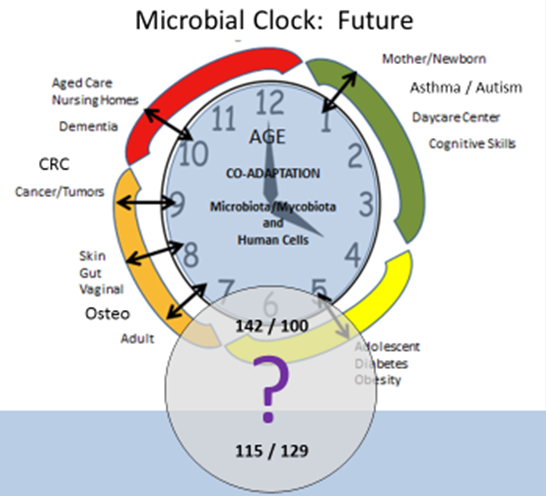 Microbial Clock: Future
Mother/Newborn
Asthma / Autism
Daycare Center
Cognitive Skills
Aged Care
Nursing Homes
Dementia
CRC
Cancer/Tumors
Skin
Gut
Vaginal
Osteo
Adult
12
1
2
3
4
5
6
7
8
9
10
11
AGE
CO-ADAPTATION
Microbiota/Mycobiota
and
Human Cells
Adolescent
Diabetes
Obesity
142 / 100
?
115 / 129